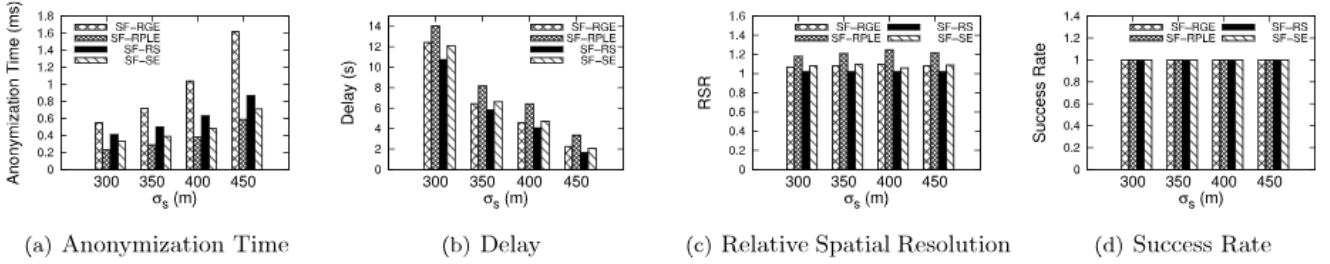 Anonymization Time (ms)
1.8
1.6
1.4
1.2
1
0.8
0.6
0.4
0.2
0
SF-RGE
SF-RPLE
SF-RS
SF-SE
300 350 400 450
σs (m)
(a) Anonymization Time
Delay (s)
14
12
10
8
6
4
2
0
SF-RGE
SF-RPLE
SF-RS
SF-SE
300 350 400 450
σs (m)
(b) Delay
RSR
1.6
1.4
1.2
1
0.8
0.6
0.4
0.2
0
SF-RGE SF-RS
SF-RPLE SF-SE
300 350 400 450
σs (m)
(c) Relative Spatial Resolution
Success Rate
1.4
1.2
1
0.8
0.6
0.4
0.2
0
SF-RGE SF-RS
SF-RPLE SF-SE
300 350 400 450
σs (m)
(d) Success Rate